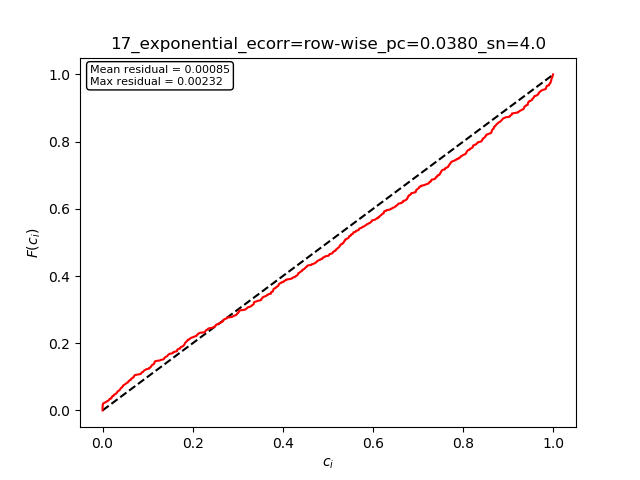 17_exponential_ecorr=row-wise_pc=0.0380_sn=4.0
Mean residual = 0.00085
Max residual = 0.00232
1.0
0.8
0.6
0.4
0.2
0.0
F(c_i)
0.0 0.2 0.4 0.6 0.8 1.0
c_i